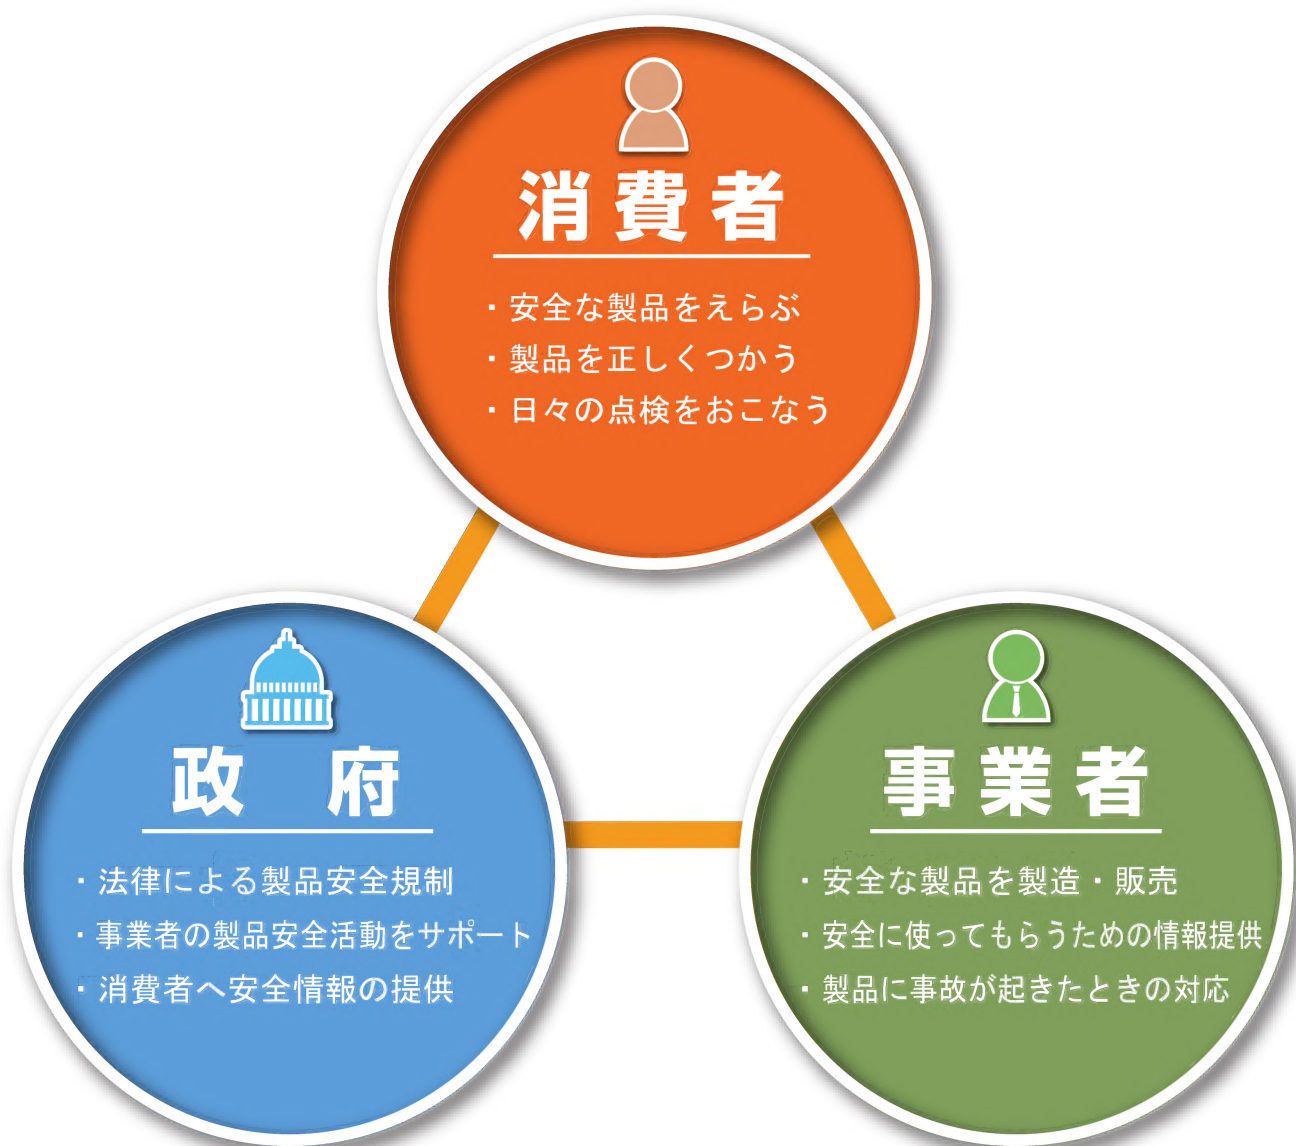 消費者
・安全な製品をえらぶ
・製品を正しくつかう
・日々の点検をおこなう
政府
・法律による製品安全規制
・事業者の製品安全活動をサポート
・消費者へ安全情報の提供
事業者
・安全な製品を製造・販売
・安全に使ってもらうための情報提供
・製品に事故が起きたときの対応